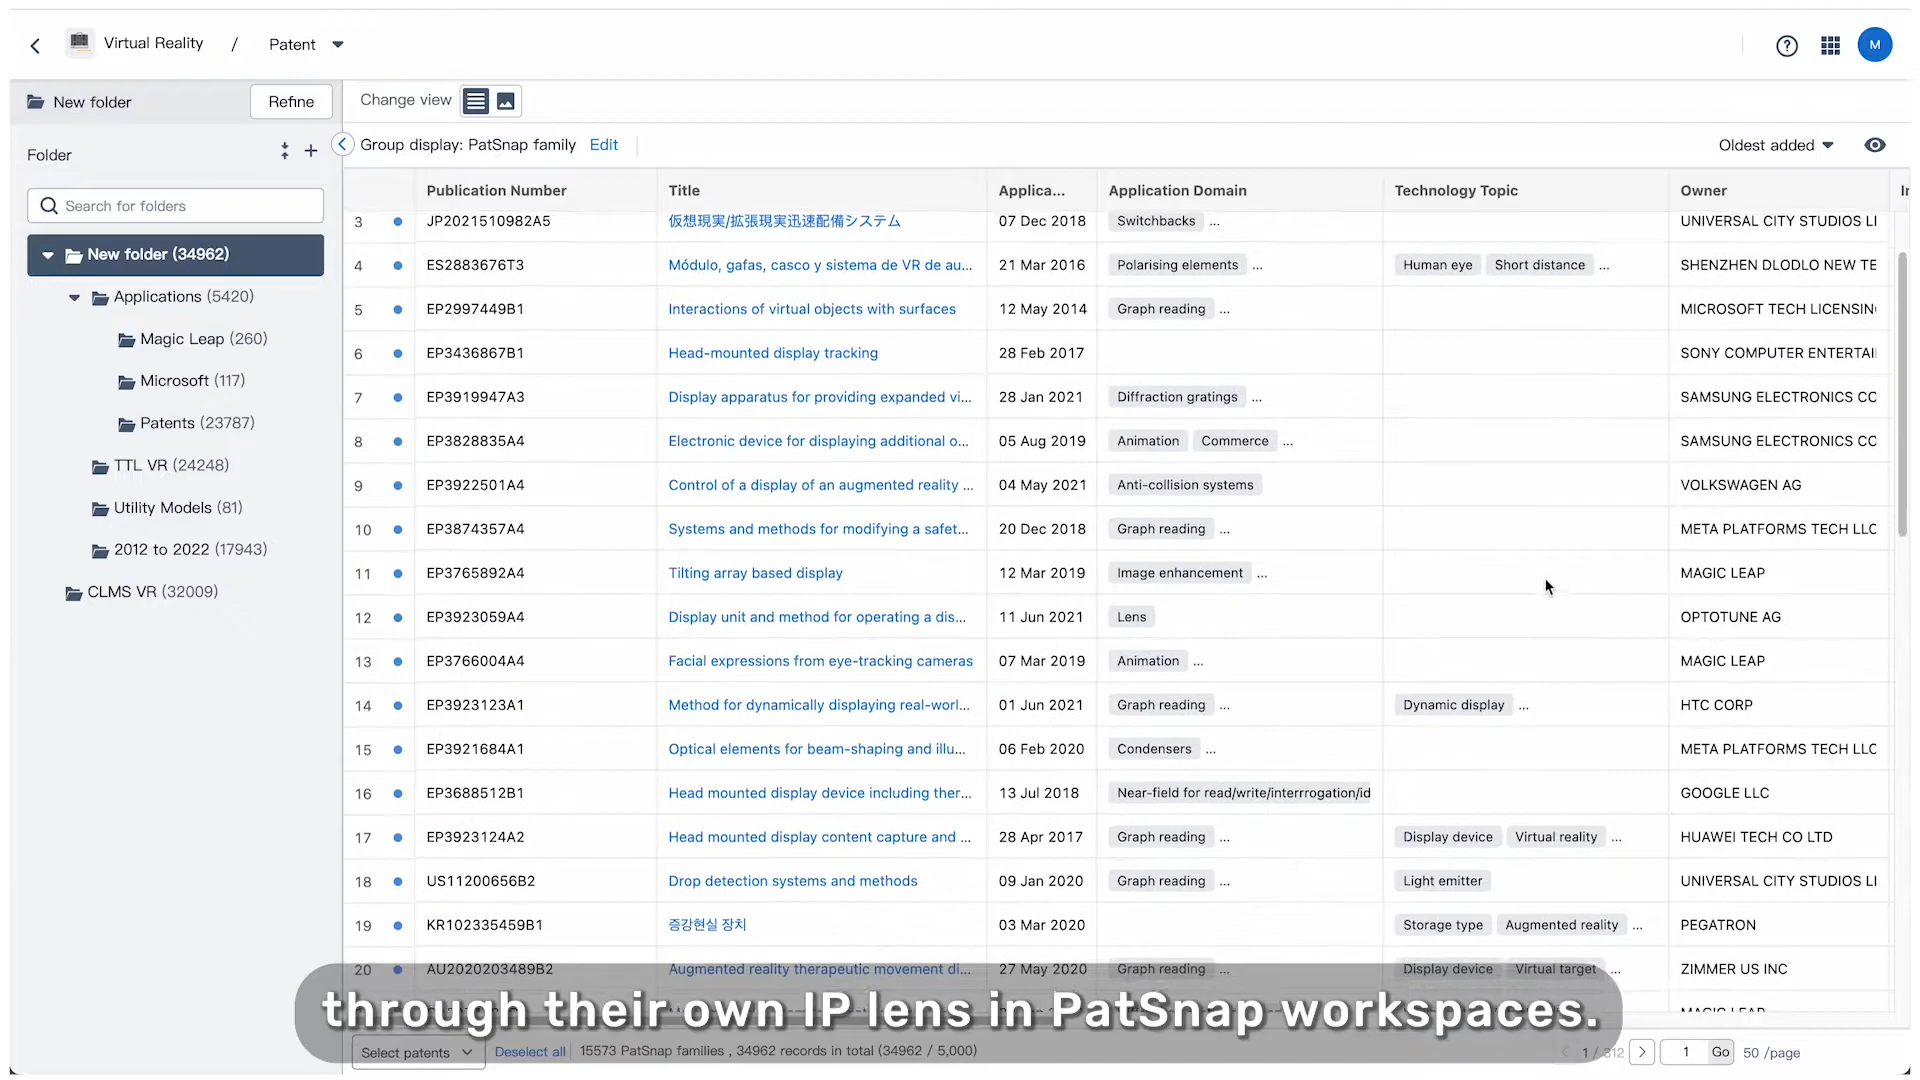 Virtual Reality / Patent
M
New folder Refine
Change view
Folder
Group display: PatSnap family Edit
Oldest added
Search for folders
New folder (34962)
Applications (5420)
Magic Leap (260)
Microsoft (117)
Patents (23787)
TTL VR (24248)
Utility Models (81)
2012 to 2022 (17943)
CLMS VR (32009)
Publication Number Title Applica... Application Domain Technology Topic Owner In
3 JP2021510982A5 仮想現実/拡張現実迅速配備システム 07 Dec 2018 Switchbacks ... UNIVERSAL CITY STUDIOS LI
4 ES2883676T3 Módulo, gafas, casco y sistema de VR de au... 21 Mar 2016 Polarising elements ... Human eye Short distance ... SHENZHEN DLODLO NEW TE
5 EP2997449B1 Interactions of virtual objects with surfaces 12 May 2014 Graph reading ... MICROSOFT TECH LICENSIN
6 EP3436867B1 Head-mounted display tracking 28 Feb 2017 SONY COMPUTER ENTERTAI
7 EP3919947A3 Display apparatus for providing expanded vi... 28 Jan 2021 Diffraction gratings ... SAMSUNG ELECTRONICS CO
8 EP3828835A4 Electronic device for displaying additional o... 05 Aug 2019 Animation Commerce ... SAMSUNG ELECTRONICS CO
9 EP3922501A4 Control of a display of an augmented reality ... 04 May 2021 Anti-collision systems VOLKSWAGEN AG
10 EP3874357A4 Systems and methods for modifying a safet... 20 Dec 2018 Graph reading ... META PLATFORMS TECH LLC
11 EP3765892A4 Tilting array based display 12 Mar 2019 Image enhancement ... MAGIC LEAP
12 EP3923059A4 Display unit and method for operating a dis... 11 Jun 2021 Lens OPTOTUNE AG
13 EP3766004A4 Facial expressions from eye-tracking cameras 07 Mar 2019 Animation ... MAGIC LEAP
14 EP3923123A1 Method for dynamically displaying real-worl... 01 Jun 2021 Graph reading ... Dynamic display ... HTC CORP
15 EP3921684A1 Optical elements for beam-shaping and illu... 06 Feb 2020 Condensers ... META PLATFORMS TECH LLC
16 EP3688512B1 Head mounted display device including ther... 13 Jul 2018 Near-field for read/write/interrrogation/id GOOGLE LLC
17 EP3923124A2 Head mounted display content capture and ... 28 Apr 2017 Graph reading ... Display device Virtual reality ... HUAWEI TECH CO LTD
18 US11200656B2 Drop detection systems and methods 09 Jan 2020 Graph reading ... Light emitter UNIVERSAL CITY STUDIOS LI
19 KR102335459B1 증강현실 장치 03 Mar 2020 Storage type Augmented reality ... PEGATRON
20 AU2020203489B2 Augmented reality therapeutic movement di... 27 May 2020 Graph reading ... Display device Virtual target ... ZIMMER US INC
MAGIC LEAP
through their own IP lens in PatSnap workspaces.
Select patents Deselect all 15573 PatSnap families , 34962 records in total (34962 / 5,000) 1 / 312 1 Go 50 /page